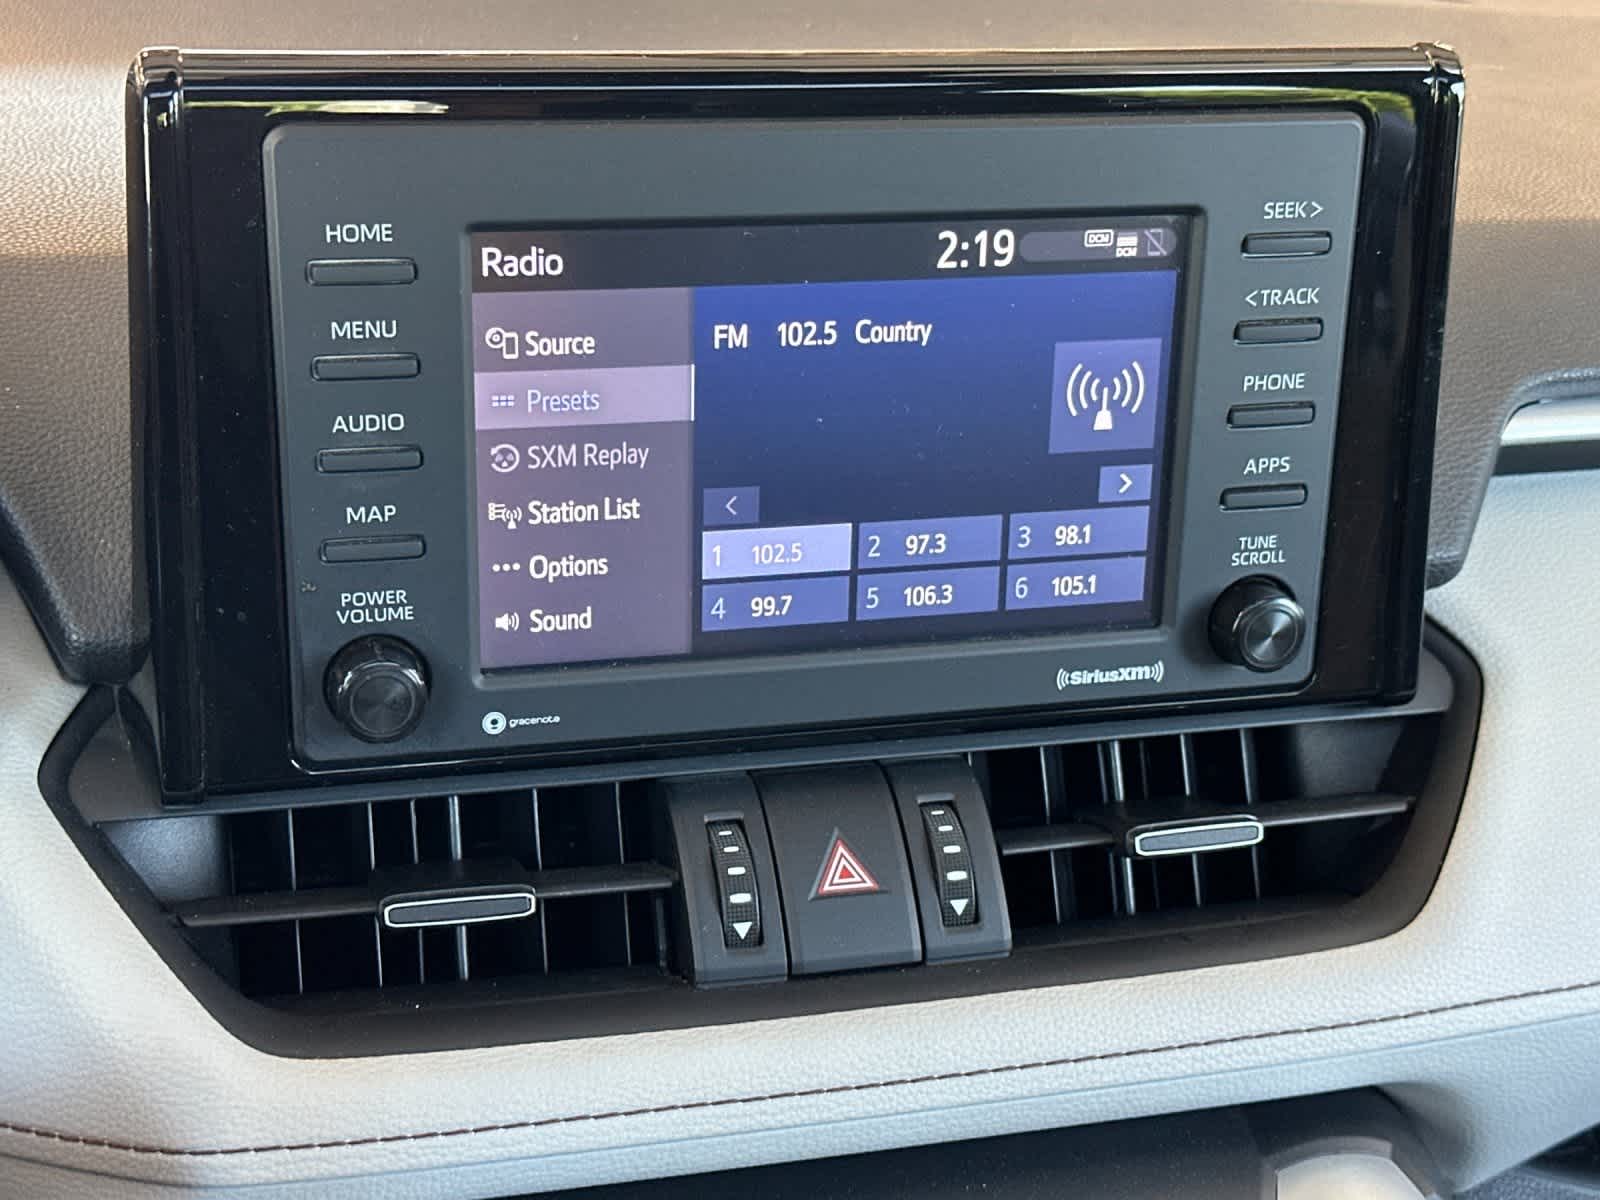 HOME
MENU
AUDIO
MAP
POWER
VOLUME
Radio
2:19
DCM
DCM
Source
Presets
SXM Replay
Station List
Options
Sound
FM 102.5 Country
<
>
1 102.5
2 97.3
3 98.1
4 99.7
5 106.3
6 105.1
gracenote
((SiriusXM))
SEEK >
< TRACK
PHONE
APPS
TUNE
SCROLL